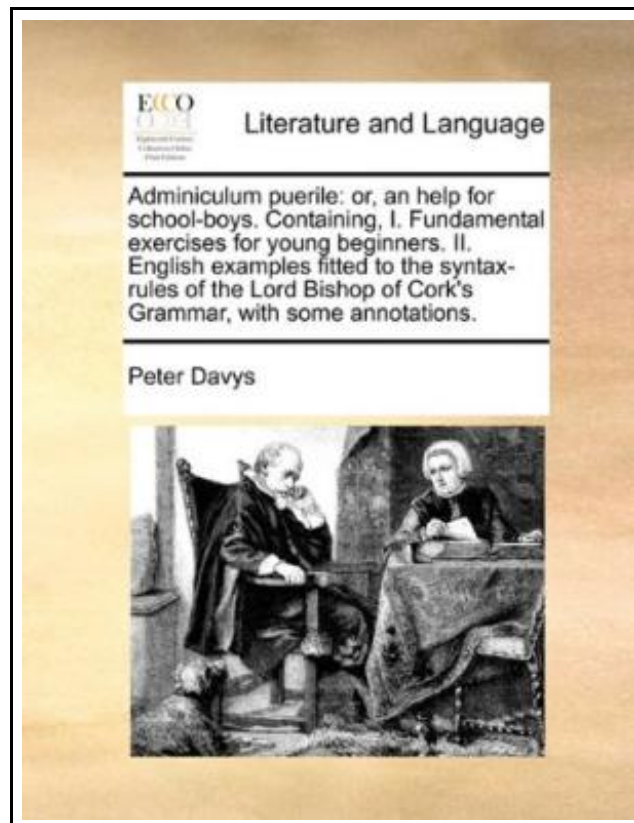 ECCO
Literature and Language
Adminiculum puerile: or, an help for
school-boys. Containing, I. Fundamental
exercises for young beginners. II.
English examples fitted to the syntax-
rules of the Lord Bishop of Cork's
Grammar, with some annotations.
Peter Davys